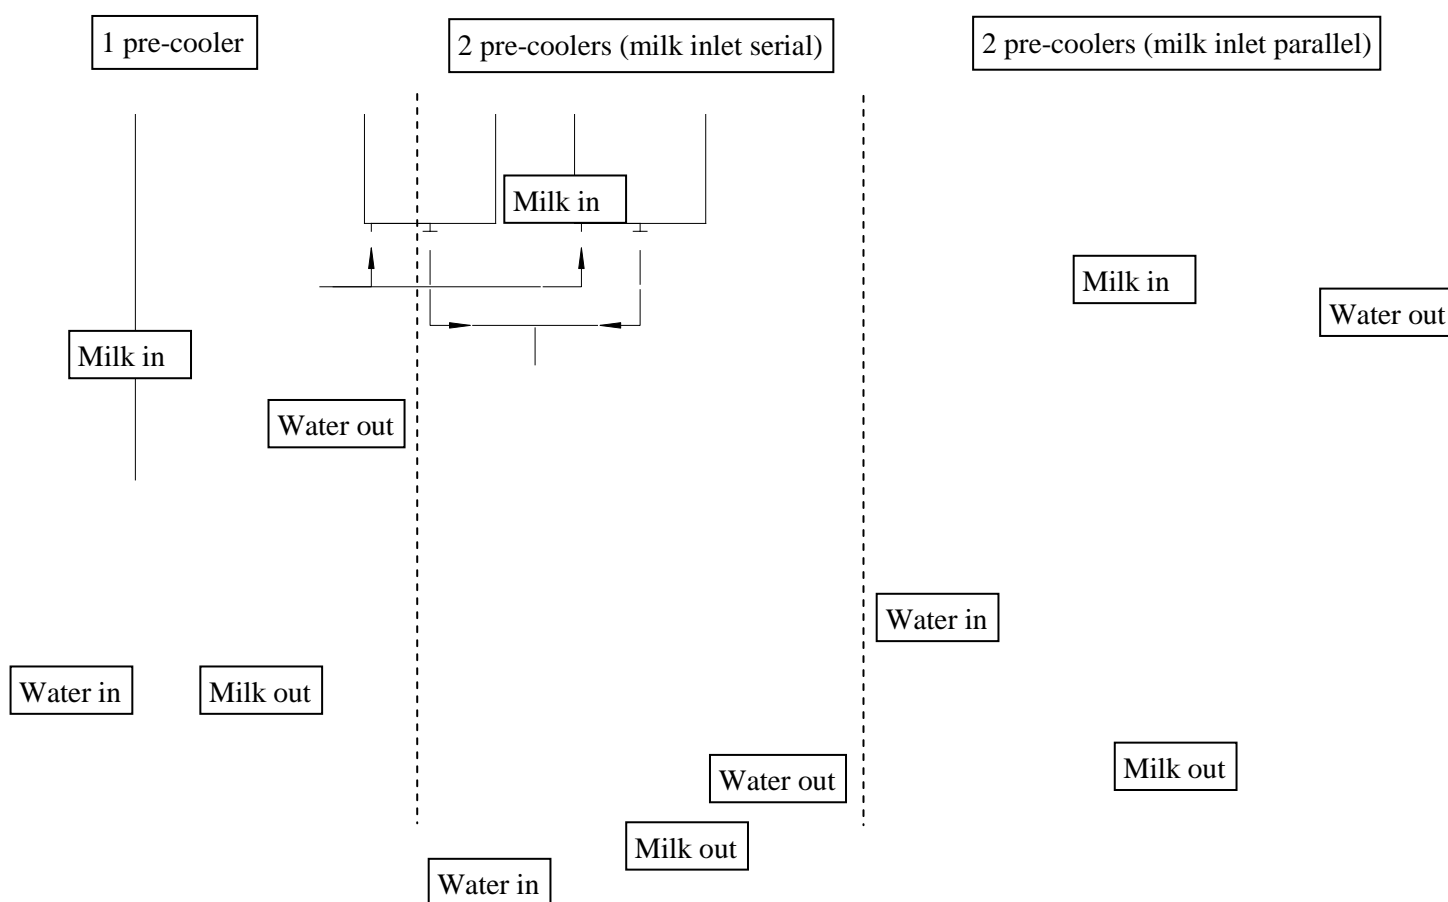 1 pre-cooler
2 pre-coolers (milk inlet serial)
2 pre-coolers (milk inlet parallel)
Milk in
Milk in
Water out
Milk in
Water out
Water in
Water in
Milk out
Milk out
Water out
Milk out
Water in